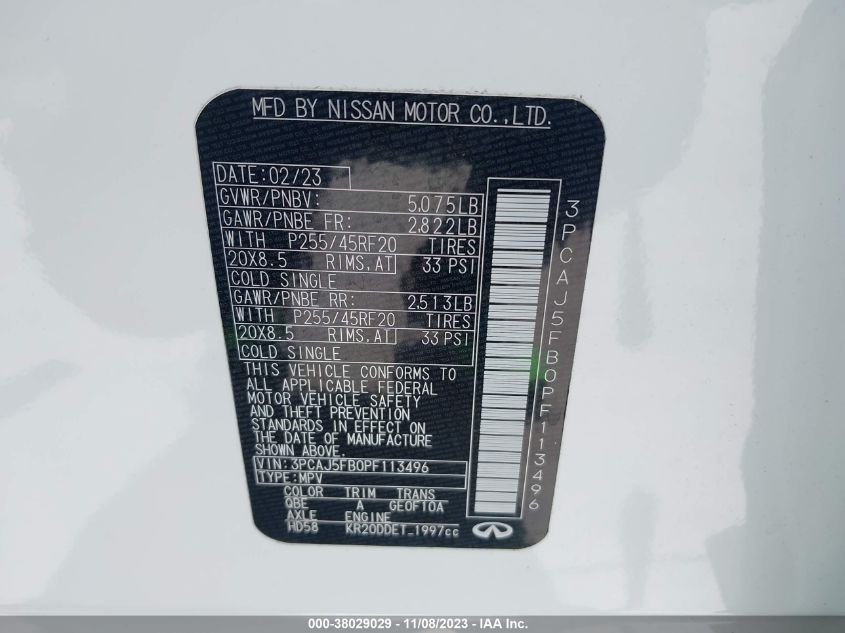 MFD BY NISSAN MOTOR CO.,LTD.
DATE:02/23
GVWR/PNBV: 5,075LB
GAWR/PNBE FR: 2,822LB
WITH P255/45RF20 TIRES
20X8.5 RIMS,AT 33 PSI
COLD SINGLE
GAWR/PNBE RR: 2,513LB
WITH P255/45RF20 TIRES
20X8.5 RIMS,AT 33 PSI
COLD SINGLE
THIS VEHICLE CONFORMS TO
ALL APPLICABLE FEDERAL
MOTOR VEHICLE SAFETY
AND THEFT PREVENTION
STANDARDS IN EFFECT ON
THE DATE OF MANUFACTURE
SHOWN ABOVE.
VIN:3PCAJ5FB0PF113496
TYPE:MPV
COLOR TRIM TRANS
QBE A GE0F10A
AXLE ENGINE
HD58 KR20DDET 1997cc
3PCAJ5FB0PF113496
000-38029029 - 11/08/2023 - IAA Inc.